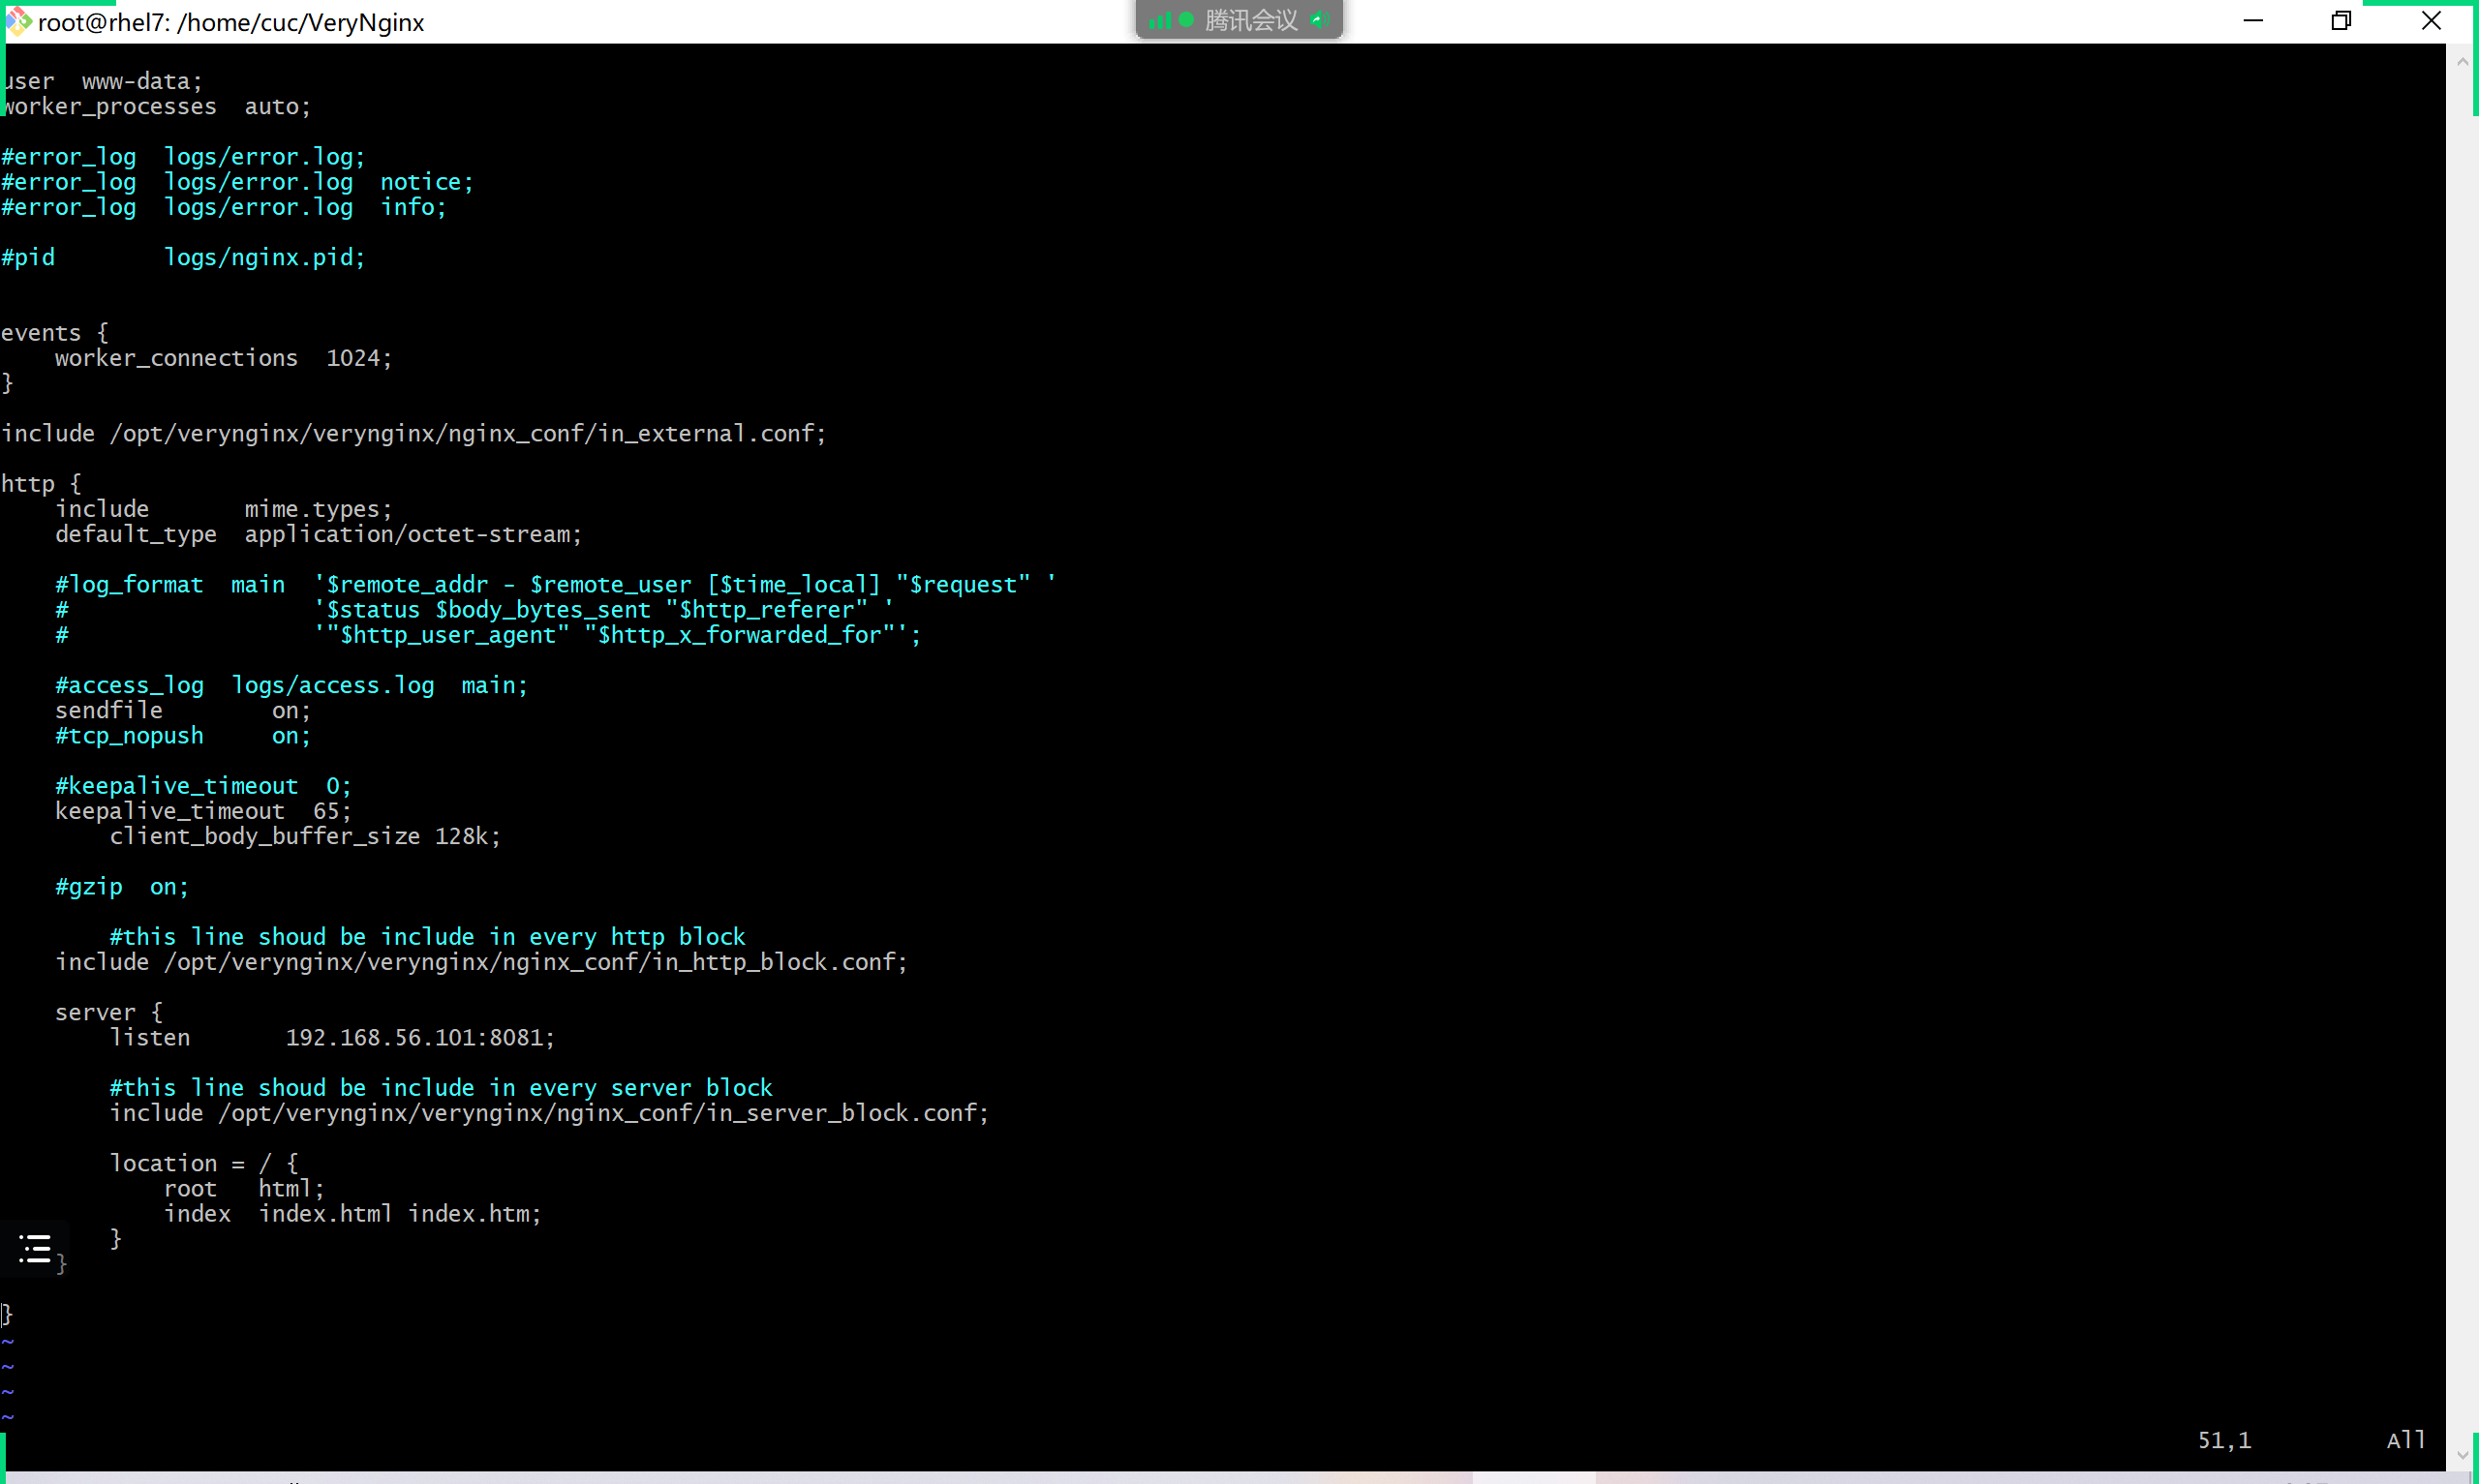 root@rhel7: /home/cuc/VeryNginx
腾讯会议
user  www-data;
worker_processes  auto;
#error_log  logs/error.log;
#error_log  logs/error.log  notice;
#error_log  logs/error.log  info;
#pid        logs/nginx.pid;
events {
    worker_connections  1024;
}
include /opt/verynginx/verynginx/nginx_conf/in_external.conf;
http {
    include       mime.types;
    default_type  application/octet-stream;
    #log_format  main  '$remote_addr - $remote_user [$time_local] "$request" '
    #                  '$status $body_bytes_sent "$http_referer" '
    #                  '"$http_user_agent" "$http_x_forwarded_for"';
    #access_log  logs/access.log  main;
    sendfile        on;
    #tcp_nopush     on;
    #keepalive_timeout  0;
    keepalive_timeout  65;
        client_body_buffer_size 128k;
    #gzip  on;
        #this line shoud be include in every http block
    include /opt/verynginx/verynginx/nginx_conf/in_http_block.conf;
    server {
        listen       192.168.56.101:8081;
        #this line shoud be include in every server block
        include /opt/verynginx/verynginx/nginx_conf/in_server_block.conf;
        location = / {
            root   html;
            index  index.html index.htm;
        }
    }
}
~
~
~
~
51,1          All